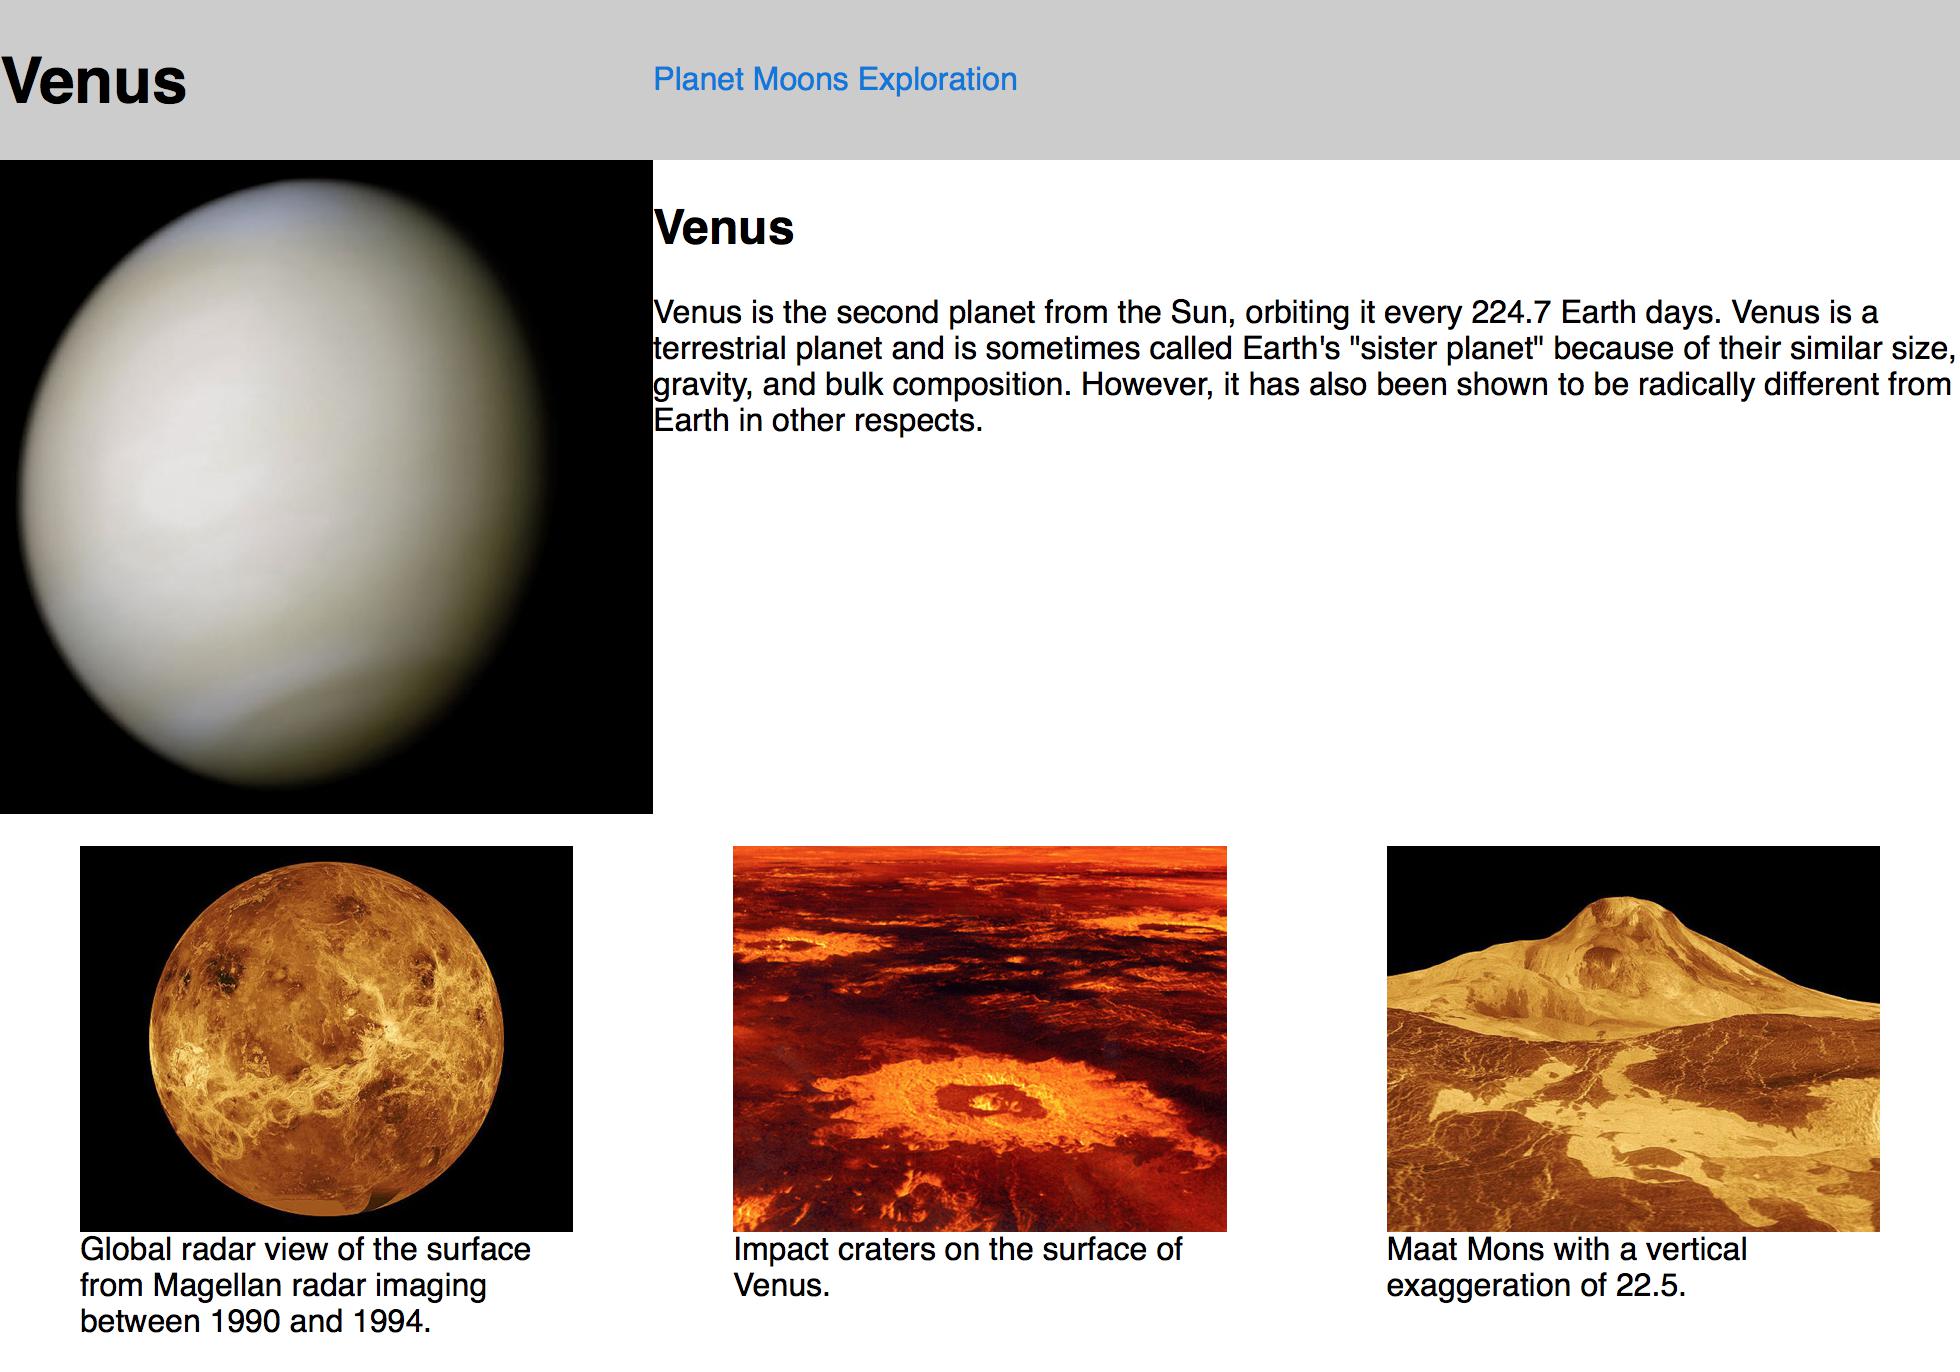 Venus
Planet Moons Exploration
Venus
Venus is the second planet from the Sun, orbiting it every 224.7 Earth days. Venus is a
terrestrial planet and is sometimes called Earth's "sister planet" because of their similar size,
gravity, and bulk composition. However, it has also been shown to be radically different from
Earth in other respects.
Global radar view of the surface
from Magellan radar imaging
between 1990 and 1994.
Impact craters on the surface of
Venus.
Maat Mons with a vertical
exaggeration of 22.5.